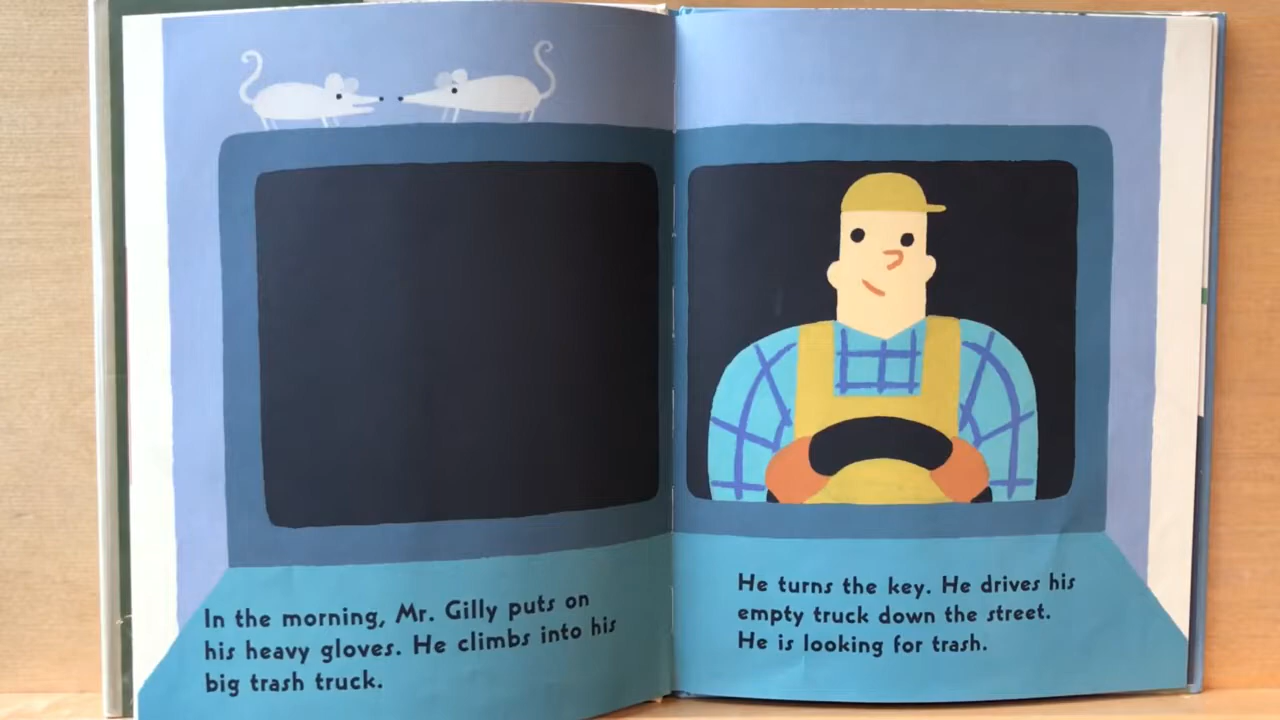 In the morning, Mr. Gilly puts on
his heavy gloves. He climbs into his
big trash truck.
He turns the key. He drives his
empty truck down the street.
He is looking for trash.